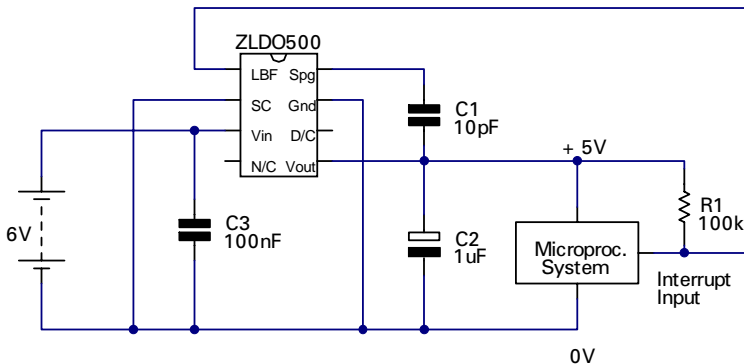 ZLDO500
LBF Spg
SC Gnd
Vin D/C
N/C Vout
C1
10pF
+ 5V
6V
C3
100nF
C2
1uF
Microproc.
System
R1
100k
Interrupt
Input
0V